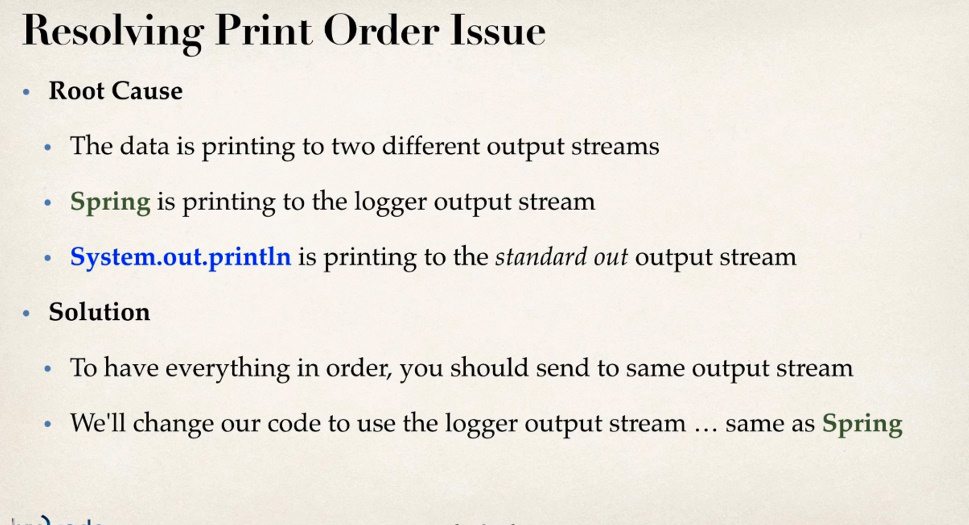 Resolving Print Order Issue
• Root Cause
• The data is printing to two different output streams
• Spring is printing to the logger output stream
• System.out.println is printing to the standard out output stream
• Solution
• To have everything in order, you should send to same output stream
• We'll change our code to use the logger output stream … same as Spring